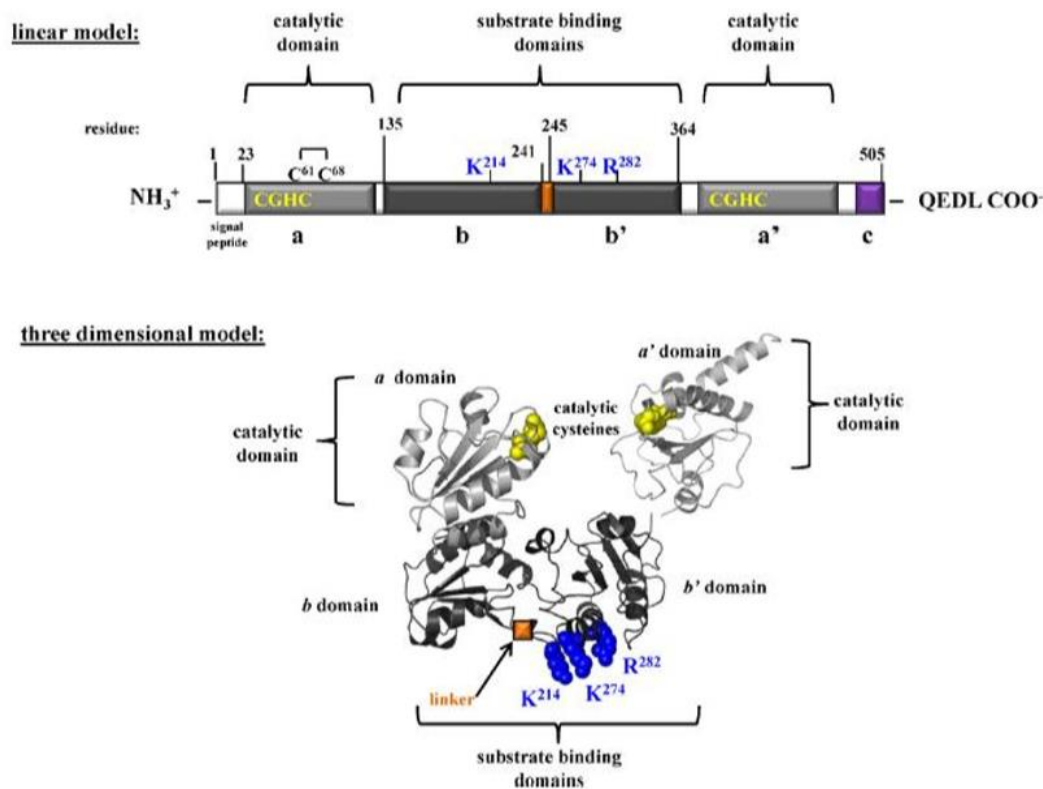 linear model:
catalytic
domain
substrate binding
domains
catalytic
domain
residue:
1
23
135
241
245
364
505
C⁶¹ C⁶⁸
K²¹⁴
K²⁷⁴ R²⁸²
NH₃⁺
CGHC
CGHC
QEDL COO⁻
signal
peptide
a
b
b’
a’
c
three dimensional model:
a domain
a’ domain
catalytic
domain
catalytic
cysteines
catalytic
domain
b domain
b’ domain
linker
K²¹⁴
K²⁷⁴
R²⁸²
substrate binding
domains